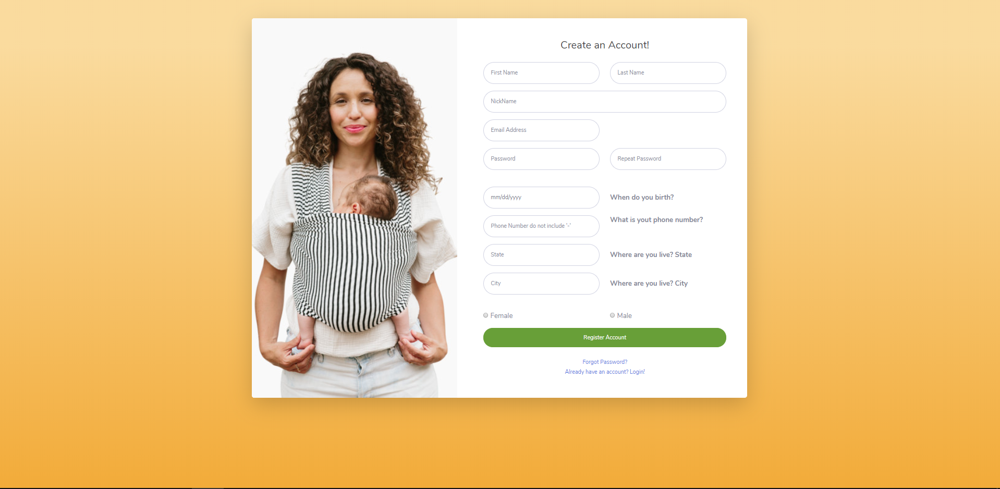 Create an Account!
First Name
Last Name
NickName
Email Address
Password
Repeat Password
mm/dd/yyyy
When do you birth?
Phone Number do not include '-'
What is yout phone number?
State
Where are you live? State
City
Where are you live? City
Female
Male
Register Account
Forgot Password?
Already have an account? Login!